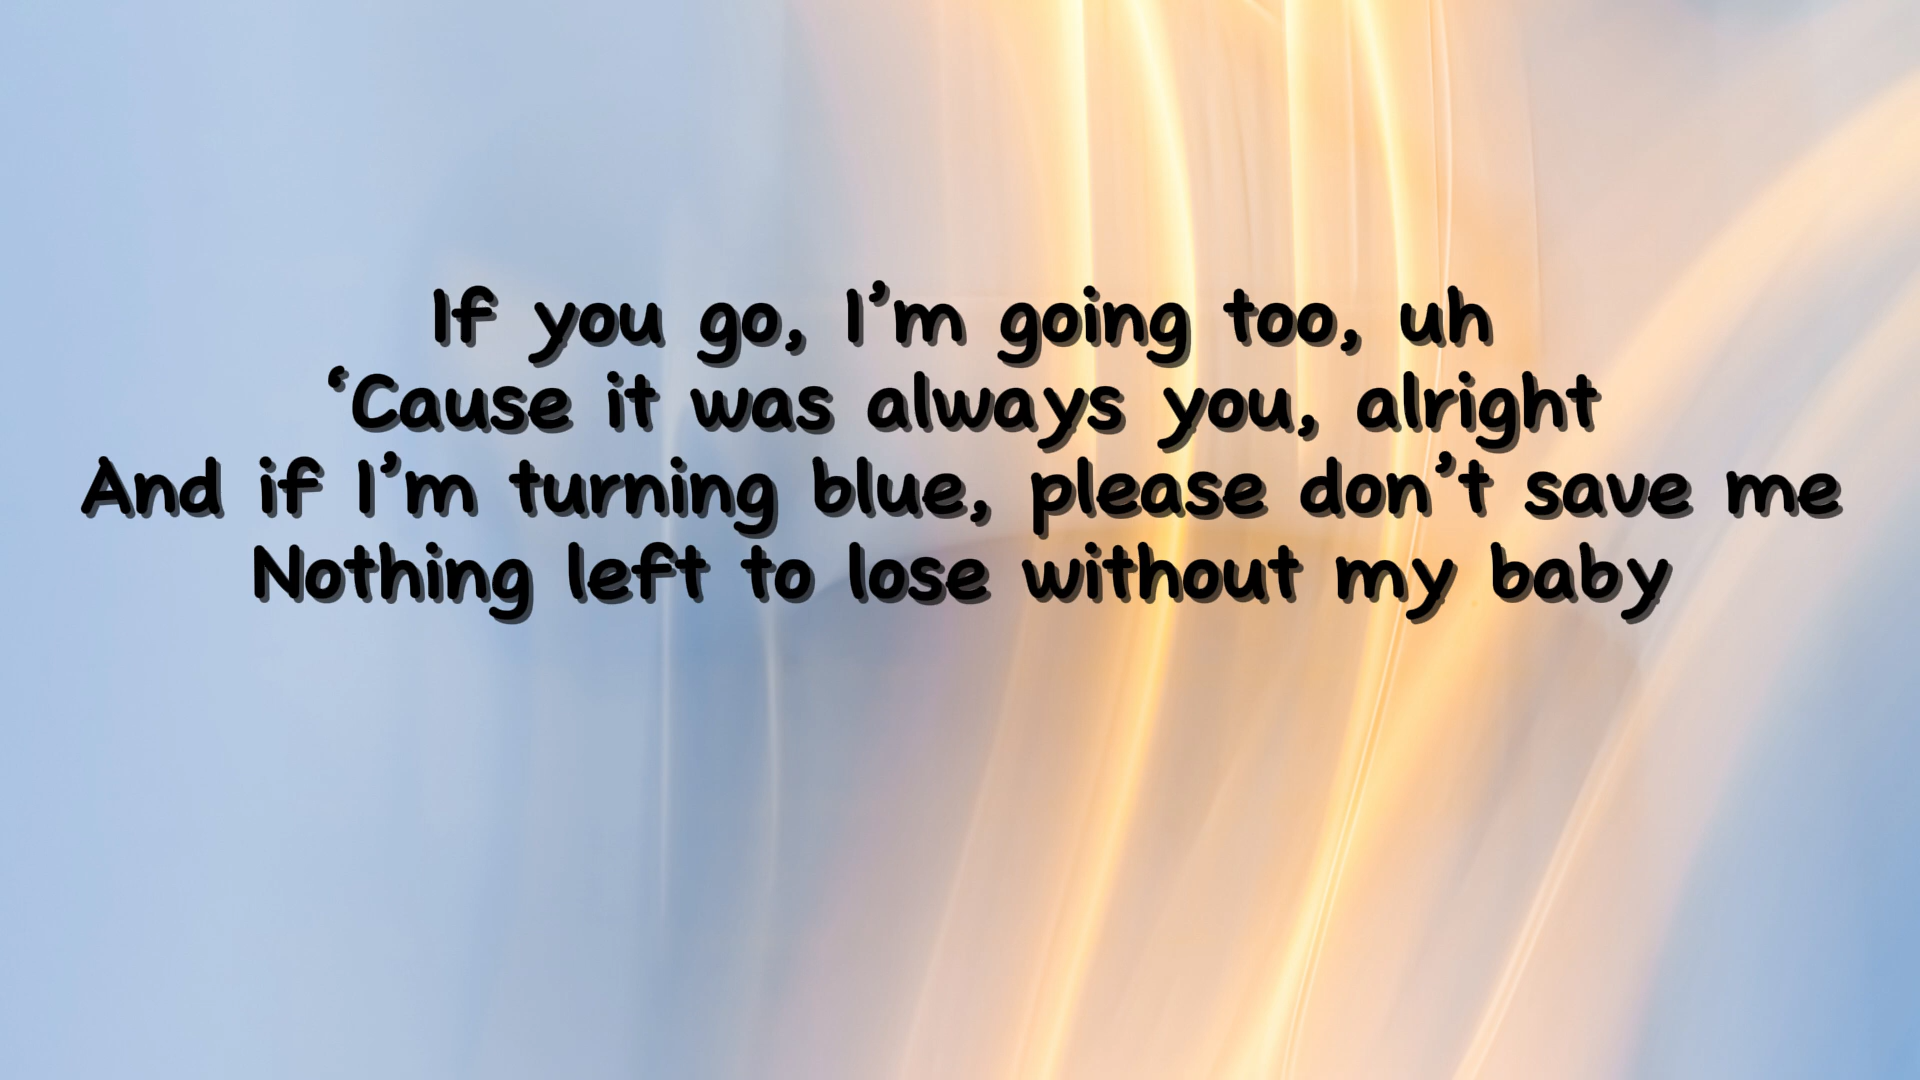 If you go, I’m going too, uh
‘Cause it was always you, alright
And if I’m turning blue, please don’t save me
Nothing left to lose without my baby